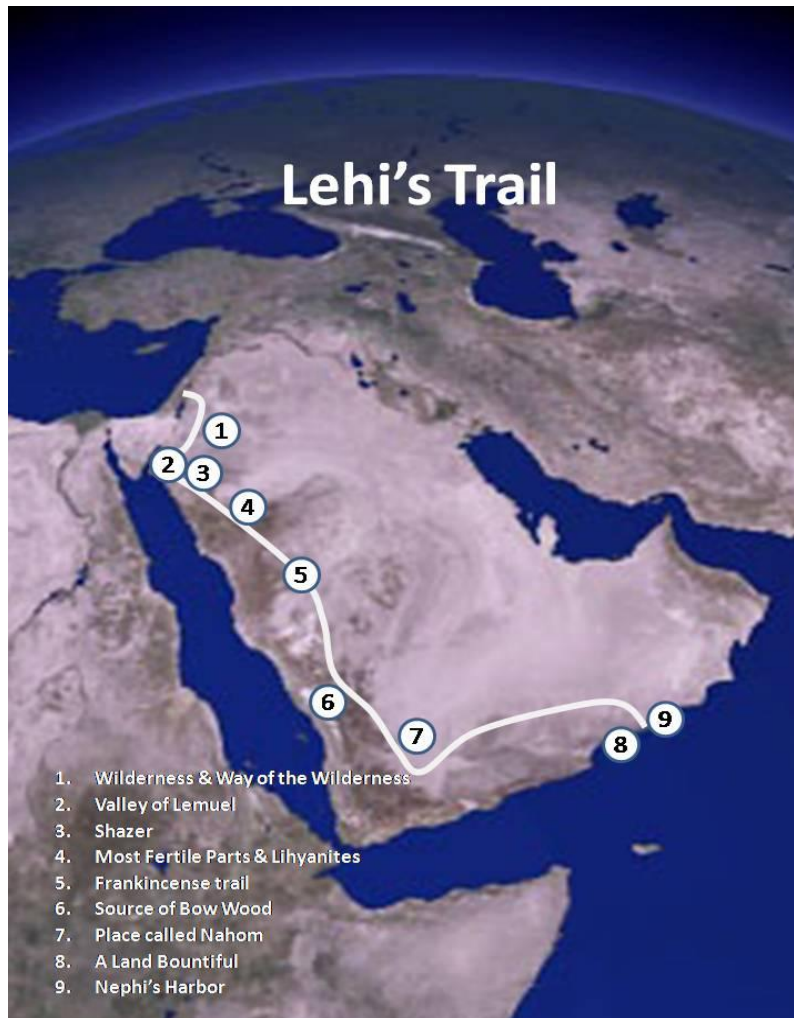 Lehi's Trail
1
2
3
4
5
6
7
8
9
1. Wilderness & Way of the Wilderness
2. Valley of Lemuel
3. Shazer
4. Most Fertile Parts & Lihyanites
5. Frankincense trail
6. Source of Bow Wood
7. Place called Nahom
8. A Land Bountiful
9. Nephi's Harbor